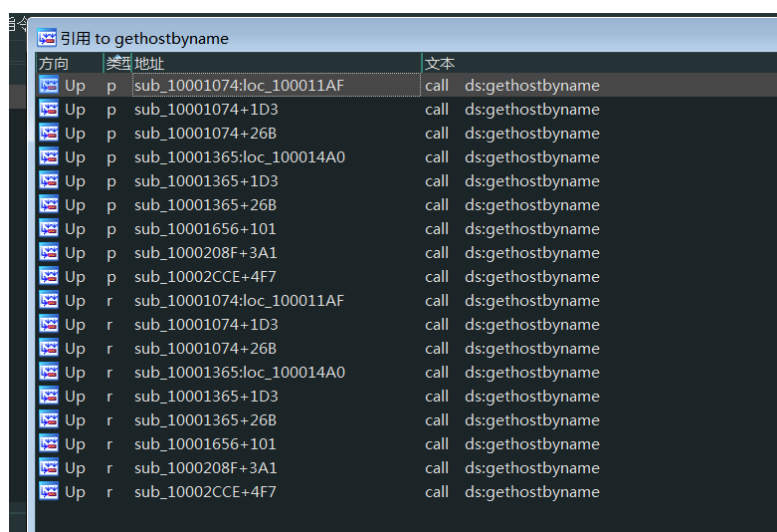 指令
引用 to gethostbyname
方向 类型 地址 文本
Up p sub_10001074:loc_100011AF call ds:gethostbyname
Up p sub_10001074+1D3 call ds:gethostbyname
Up p sub_10001074+26B call ds:gethostbyname
Up p sub_10001365:loc_100014A0 call ds:gethostbyname
Up p sub_10001365+1D3 call ds:gethostbyname
Up p sub_10001365+26B call ds:gethostbyname
Up p sub_10001656+101 call ds:gethostbyname
Up p sub_1000208F+3A1 call ds:gethostbyname
Up p sub_10002CCE+4F7 call ds:gethostbyname
Up r sub_10001074:loc_100011AF call ds:gethostbyname
Up r sub_10001074+1D3 call ds:gethostbyname
Up r sub_10001074+26B call ds:gethostbyname
Up r sub_10001365:loc_100014A0 call ds:gethostbyname
Up r sub_10001365+1D3 call ds:gethostbyname
Up r sub_10001365+26B call ds:gethostbyname
Up r sub_10001656+101 call ds:gethostbyname
Up r sub_1000208F+3A1 call ds:gethostbyname
Up r sub_10002CCE+4F7 call ds:gethostbyname